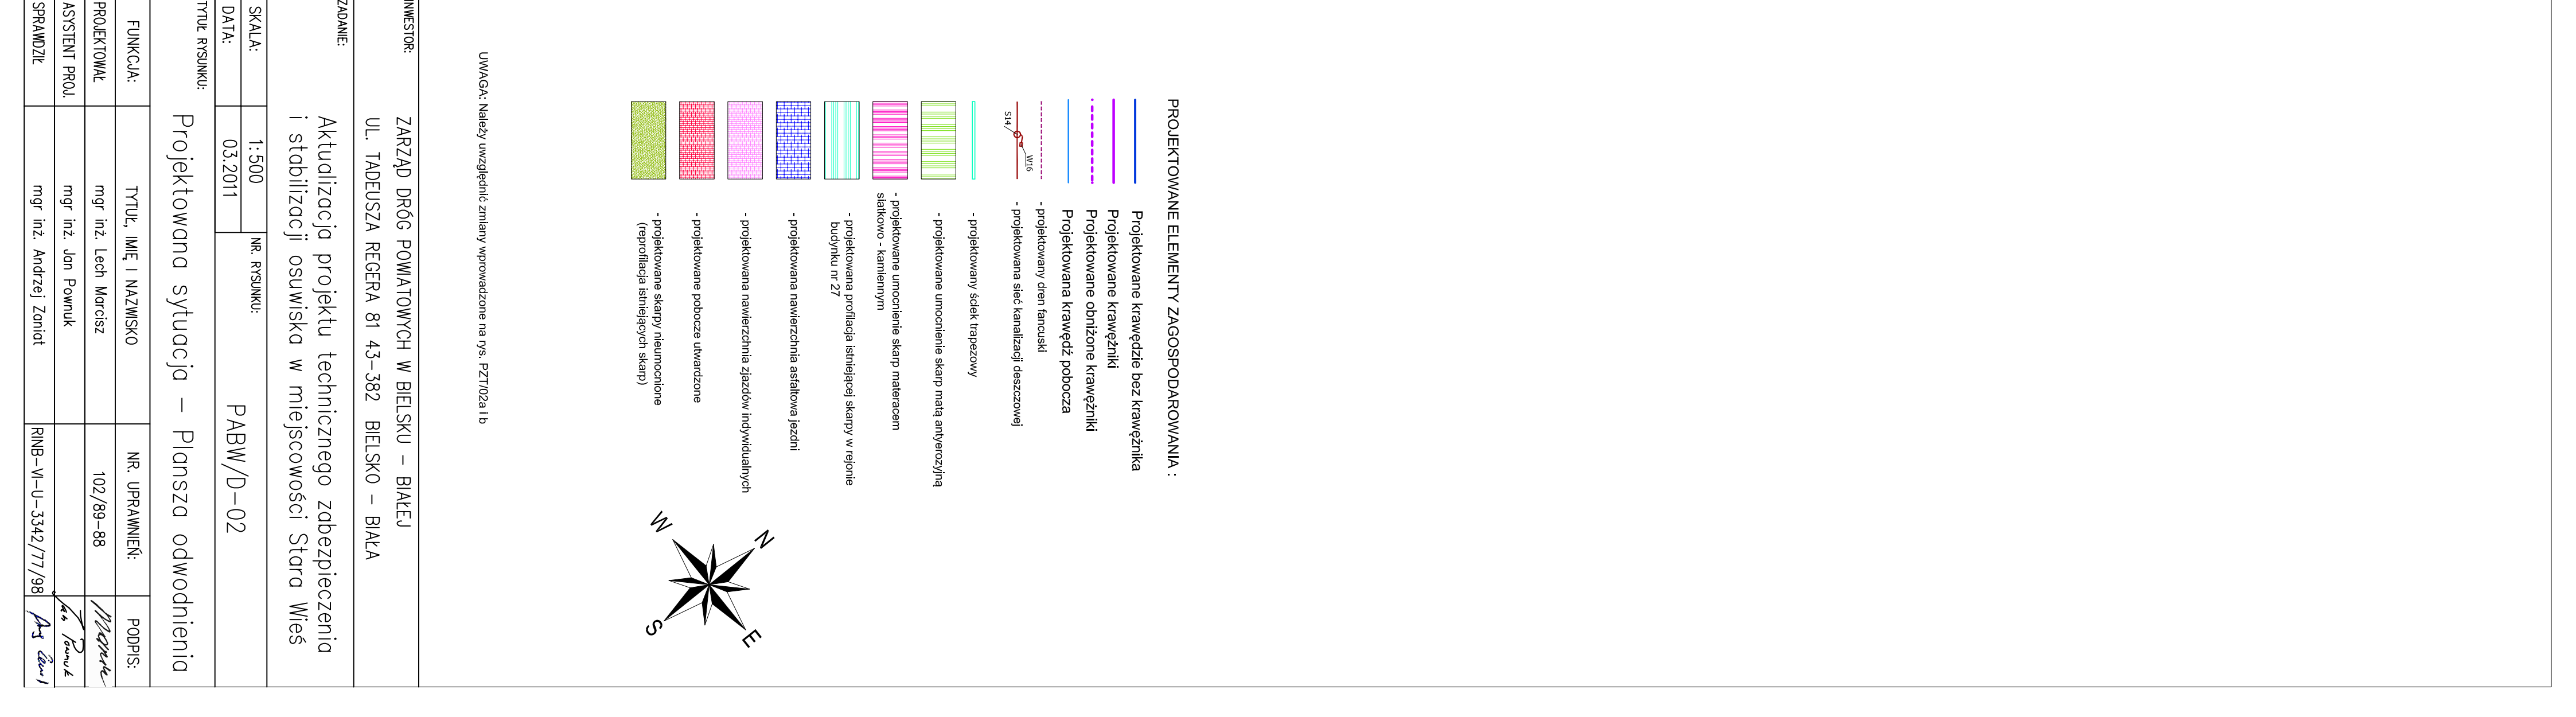 PROJEKTOWANE ELEMENTY ZAGOSPODAROWANIA :
Projektowane krawędzie bez krawężnika
Projektowane krawężniki
Projektowane obniżone krawężniki
Projektowana krawędź pobocza
- projektowany dren fancuski
S14
W16
- projektowana sieć kanalizacji deszczowej
- projektowany ściek trapezowy
- projektowane umocnienie skarp matą antyerozyjną
- projektowane umocnienie skarp materacem
siatkowo - kamiennym
- projektowana profilacja istniejącej skarpy w rejonie
budynku nr 27
- projektowana nawierzchnia asfaltowa jezdni
- projektowana nawierzchnia zjazdów indywidualnych
- projektowane pobocze utwardzone
- projektowane skarpy nieumocnione
(reprofilacja istniejących skarp)
N
E
S
W
UWAGA: Należy uwzględnić zmiany wprowadzone na rys. PZT/02a i b
INWESTOR:
ZARZĄD DRÓG POWIATOWYCH W BIELSKU – BIAŁEJ
UL. TADEUSZA REGERA 81 43–382 BIELSKO – BIAŁA
ZADANIE:
Aktualizacja projektu technicznego zabezpieczenia
i stabilizacji osuwiska w miejscowości Stara Wieś
SKALA: 1:500 NR. RYSUNKU:
DATA: 03.2011 PABW/D–02
TYTUŁ RYSUNKU:
Projektowana sytuacja – Plansza odwodnienia
FUNKCJA: TYTUŁ, IMIĘ I NAZWISKO NR. UPRAWNIEŃ: PODPIS:
PROJEKTOWAŁ mgr inż. Lech Marcisz 102/89–88
ASYSTENT PROJ. mgr inż. Jan Pownuk Jan Pownuk
SPRAWDZIŁ mgr inż. Andrzej Zaniat RINB–VI–U–3342/77/98